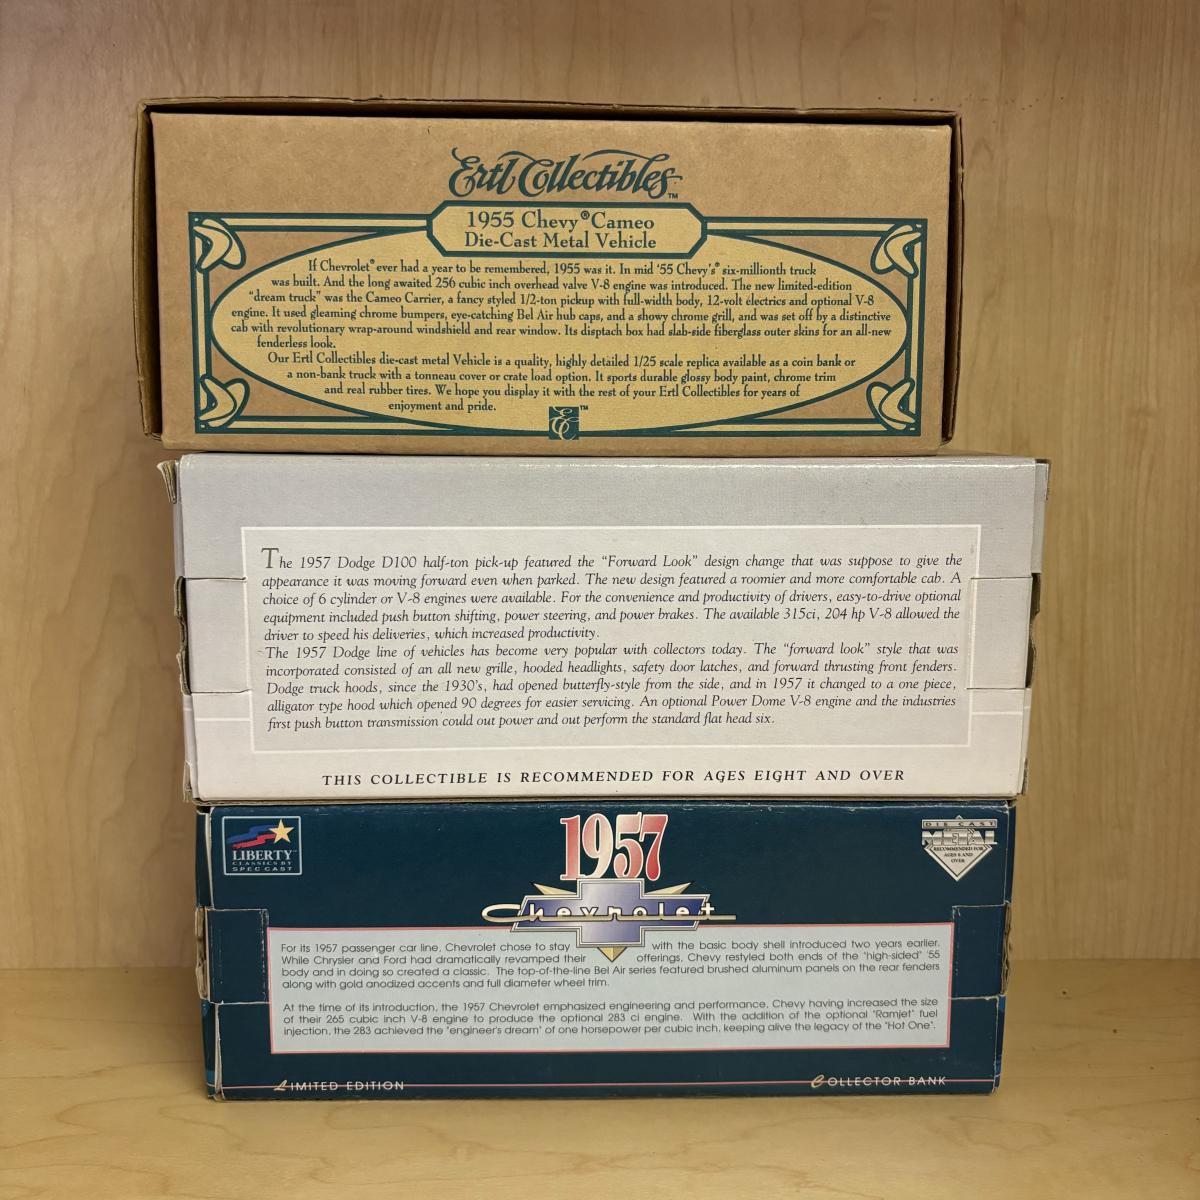 Ertl Collectibles™
1955 Chevy® Cameo
Die-Cast Metal Vehicle
If Chevrolet® ever had a year to be remembered, 1955 was it. In mid '55 Chevy's® six-millionth truck
was built. And the long awaited 256 cubic inch overhead valve V-8 engine was introduced. The new limited-edition
"dream truck" was the Cameo Carrier, a fancy styled 1/2-ton pickup with full-width body, 12-volt electrics and optional V-8
engine. It used gleaming chrome bumpers, eye-catching Bel Air hub caps, and a showy chrome grill, and was set off by a distinctive
cab with revolutionary wrap-around windshield and rear window. Its disptach box had slab-side fiberglass outer skins for an all-new
fenderless look.
Our Ertl Collectibles die-cast metal Vehicle is a quality, highly detailed 1/25 scale replica available as a coin bank or
a non-bank truck with a tonneau cover or crate load option. It sports durable glossy body paint, chrome trim
and real rubber tires. We hope you display it with the rest of your Ertl Collectibles for years of
enjoyment and pride.
EC™
The 1957 Dodge D100 half-ton pick-up featured the "Forward Look" design change that was suppose to give the
appearance it was moving forward even when parked. The new design featured a roomier and more comfortable cab. A
choice of 6 cylinder or V-8 engines were available. For the convenience and productivity of drivers, easy-to-drive optional
equipment included push button shifting, power steering, and power brakes. The available 315ci, 204 hp V-8 allowed the
driver to speed his deliveries, which increased productivity.
The 1957 Dodge line of vehicles has become very popular with collectors today. The "forward look" style that was
incorporated consisted of an all new grille, hooded headlights, safety door latches, and forward thrusting front fenders.
Dodge truck hoods, since the 1930's, had opened butterfly-style from the side, and in 1957 it changed to a one piece,
alligator type hood which opened 90 degrees for easier servicing. An optional Power Dome V-8 engine and the industries
first push button transmission could out power and out perform the standard flat head six.
THIS COLLECTIBLE IS RECOMMENDED FOR AGES EIGHT AND OVER
LIBERTY
CLASSICS BY
SPEC CAST
1957
Chevrolet
DIE CAST
METAL
RECOMMENDED FOR
AGES 8 AND
OVER
For its 1957 passenger car line, Chevrolet chose to stay with the basic body shell introduced two years earlier.
While Chrysler and Ford had dramatically revamped their offerings, Chevy restyled both ends of the "high-sided" '55
body and in doing so created a classic. The top-of-the-line Bel Air series featured brushed aluminum panels on the rear fenders
along with gold anodized accents and full diameter wheel trim.
At the time of its introduction, the 1957 Chevrolet emphasized engineering and performance, Chevy having increased the size
of their 265 cubic inch V-8 engine to produce the optional 283 ci engine. With the addition of the optional "Ramjet" fuel
injection, the 283 achieved the "engineer's dream" of one horsepower per cubic inch, keeping alive the legacy of the "Hot One".
LIMITED EDITION
COLLECTOR BANK